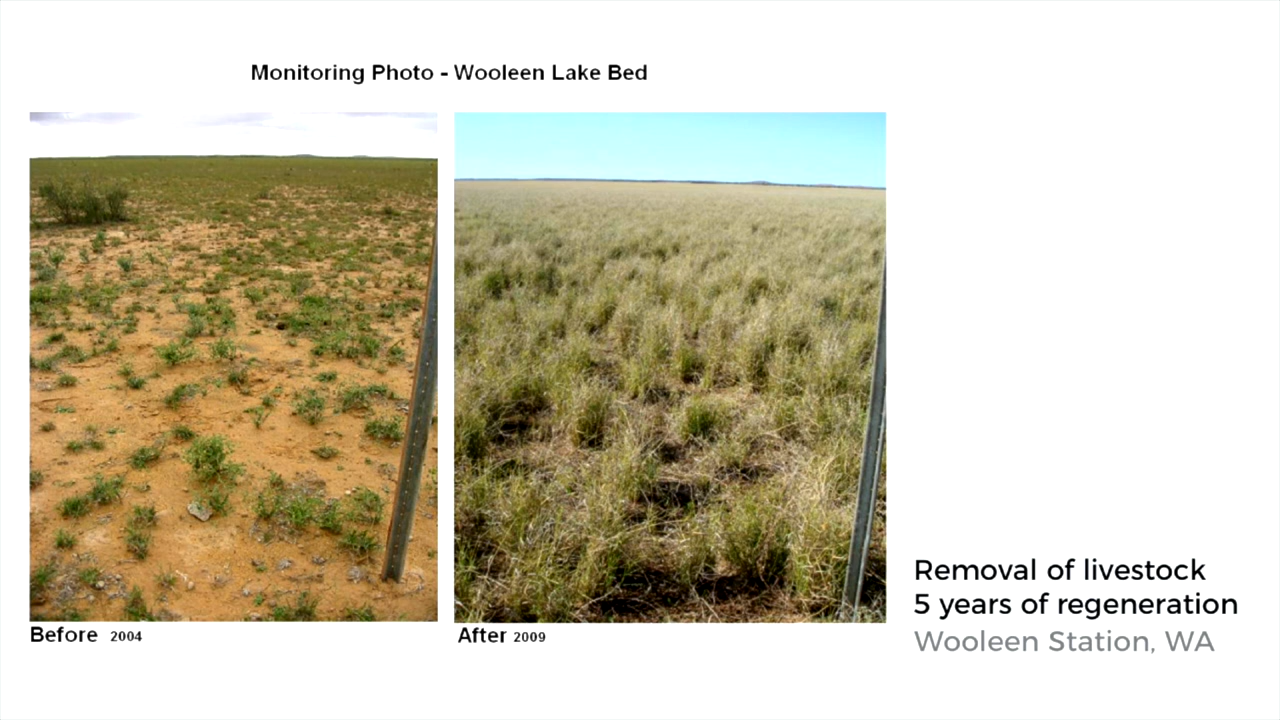 Monitoring Photo - Wooleen Lake Bed
Before 2004
After 2009
Removal of livestock
5 years of regeneration
Wooleen Station, WA